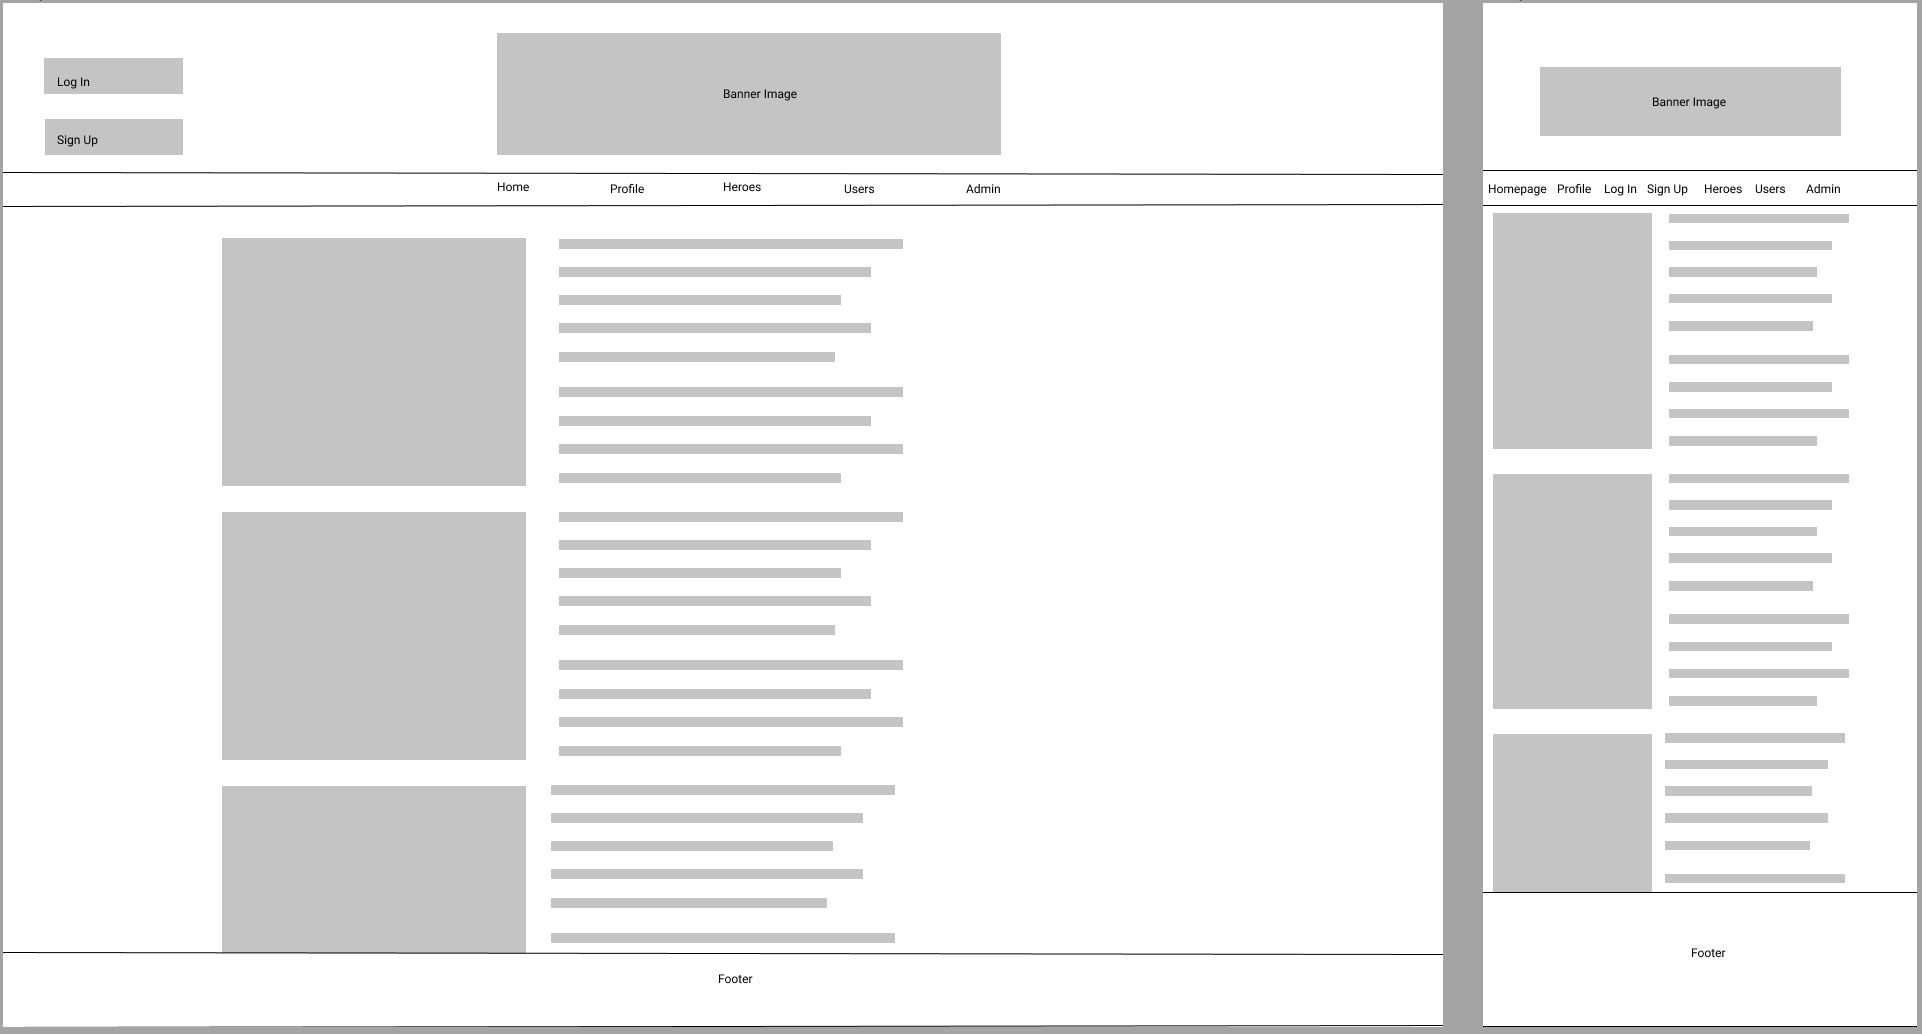 Log In
Sign Up
Banner Image
Home Profile Heroes Users Admin
Footer
Banner Image
Homepage Profile Log In Sign Up Heroes Users Admin
Footer